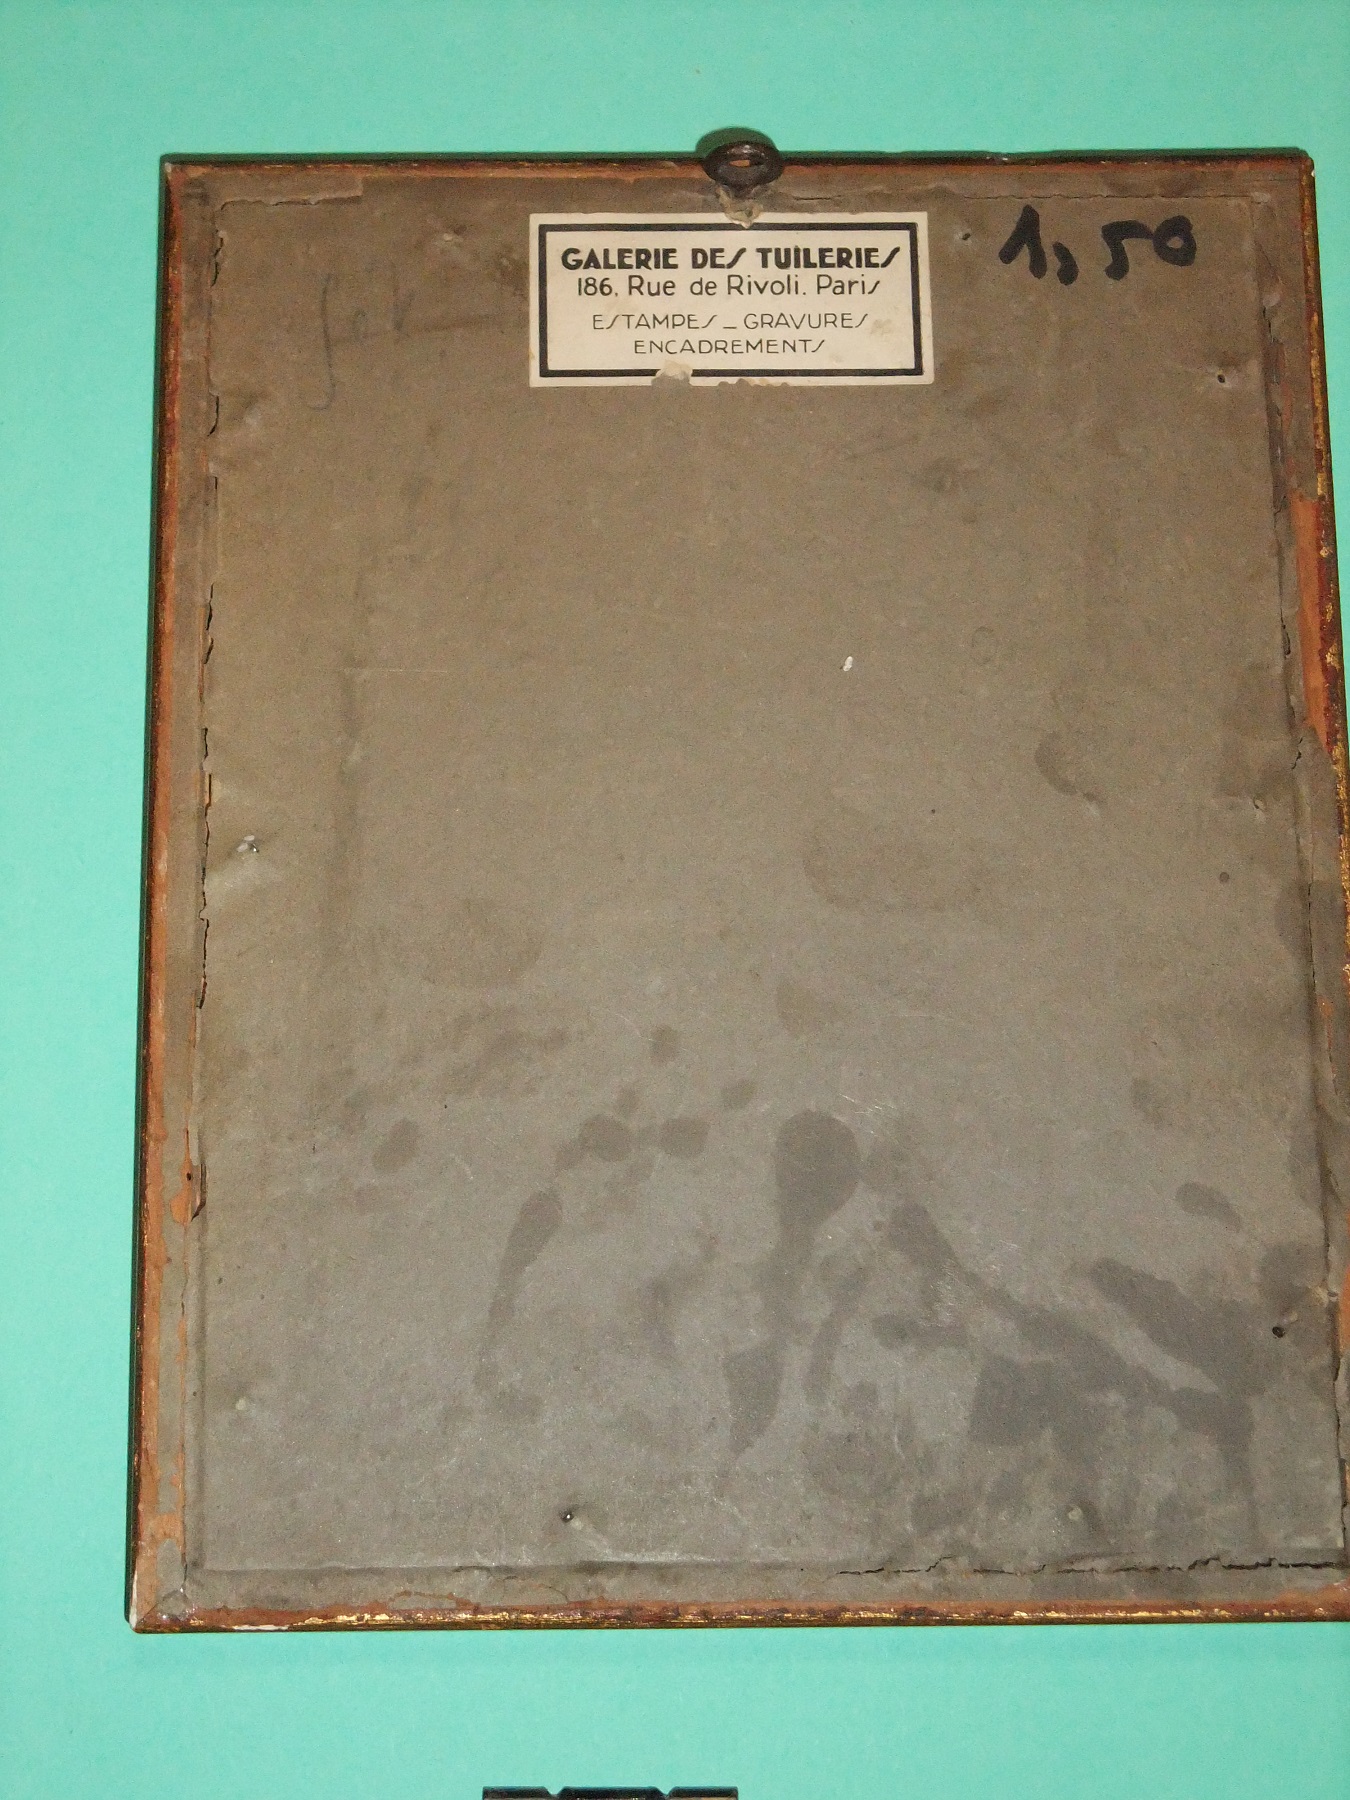 1,50
GALERIE DES TUILERIES
186, Rue de Rivoli. Paris
ESTAMPES _ GRAVURES
ENCADREMENTS